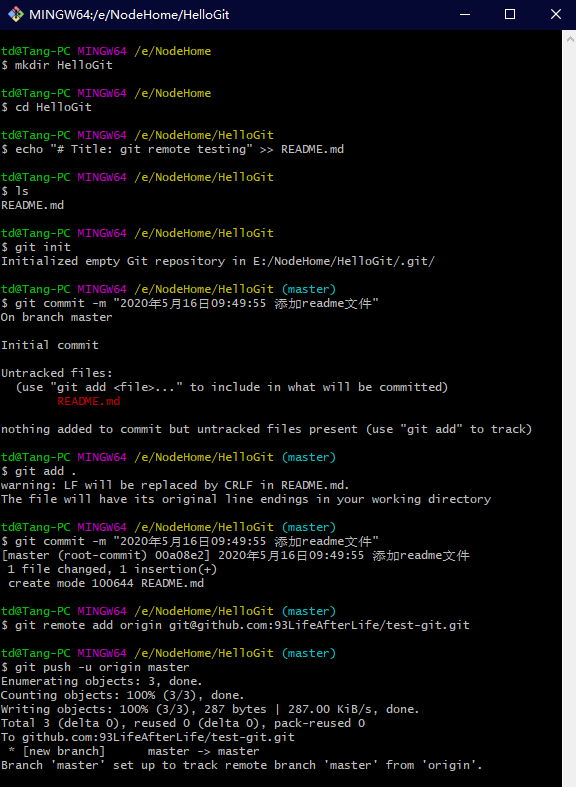 MINGW64:/e/NodeHome/HelloGit
td@Tang-PC MINGW64 /e/NodeHome
$ mkdir HelloGit
td@Tang-PC MINGW64 /e/NodeHome
$ cd HelloGit
td@Tang-PC MINGW64 /e/NodeHome/HelloGit
$ echo "# Title: git remote testing" >> README.md
td@Tang-PC MINGW64 /e/NodeHome/HelloGit
$ ls
README.md
td@Tang-PC MINGW64 /e/NodeHome/HelloGit
$ git init
Initialized empty Git repository in E:/NodeHome/HelloGit/.git/
td@Tang-PC MINGW64 /e/NodeHome/HelloGit (master)
$ git commit -m "2020年5月16日09:49:55 添加readme文件"
On branch master
Initial commit
Untracked files:
(use "git add <file>..." to include in what will be committed)
README.md
nothing added to commit but untracked files present (use "git add" to track)
td@Tang-PC MINGW64 /e/NodeHome/HelloGit (master)
$ git add .
warning: LF will be replaced by CRLF in README.md.
The file will have its original line endings in your working directory
td@Tang-PC MINGW64 /e/NodeHome/HelloGit (master)
$ git commit -m "2020年5月16日09:49:55 添加readme文件"
[master (root-commit) 00a08e2] 2020年5月16日09:49:55 添加readme文件
1 file changed, 1 insertion(+)
create mode 100644 README.md
td@Tang-PC MINGW64 /e/NodeHome/HelloGit (master)
$ git remote add origin git@github.com:93LifeAfterLife/test-git.git
td@Tang-PC MINGW64 /e/NodeHome/HelloGit (master)
$ git push -u origin master
Enumerating objects: 3, done.
Counting objects: 100% (3/3), done.
Writing objects: 100% (3/3), 287 bytes | 287.00 KiB/s, done.
Total 3 (delta 0), reused 0 (delta 0), pack-reused 0
To github.com:93LifeAfterLife/test-git.git
* [new branch]      master -> master
Branch 'master' set up to track remote branch 'master' from 'origin'.